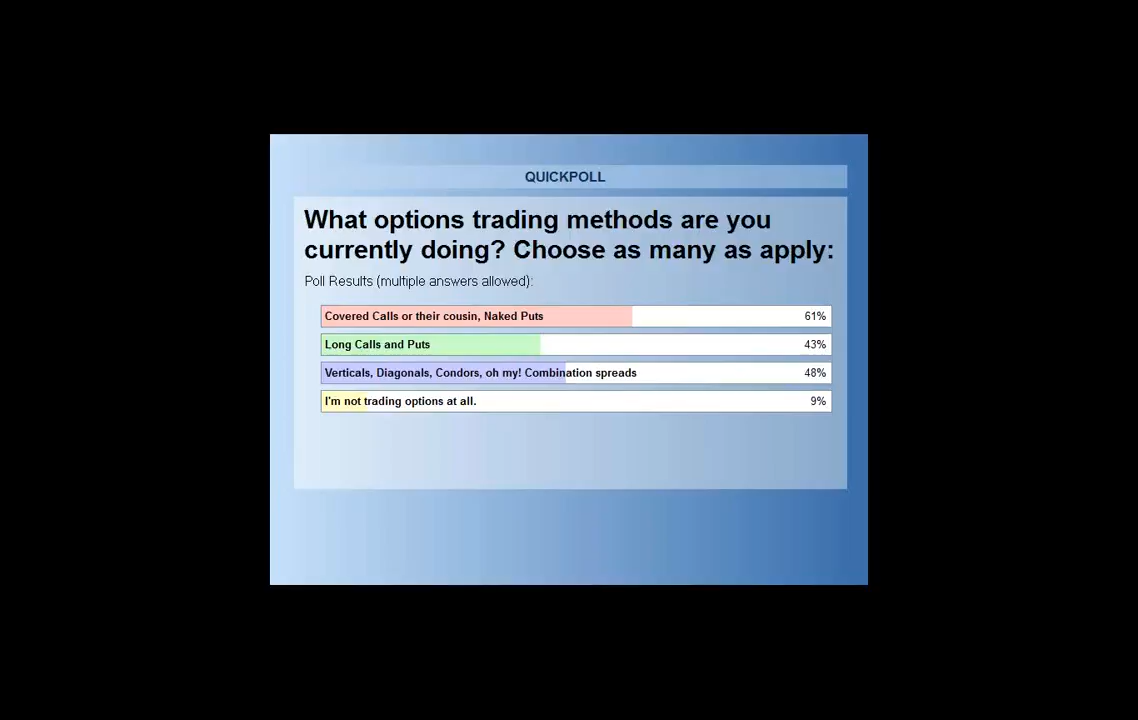 QUICKPOLL
What options trading methods are you
currently doing? Choose as many as apply:
Poll Results (multiple answers allowed):
Covered Calls or their cousin, Naked Puts 61%
Long Calls and Puts 43%
Verticals, Diagonals, Condors, oh my! Combination spreads 48%
I'm not trading options at all. 9%